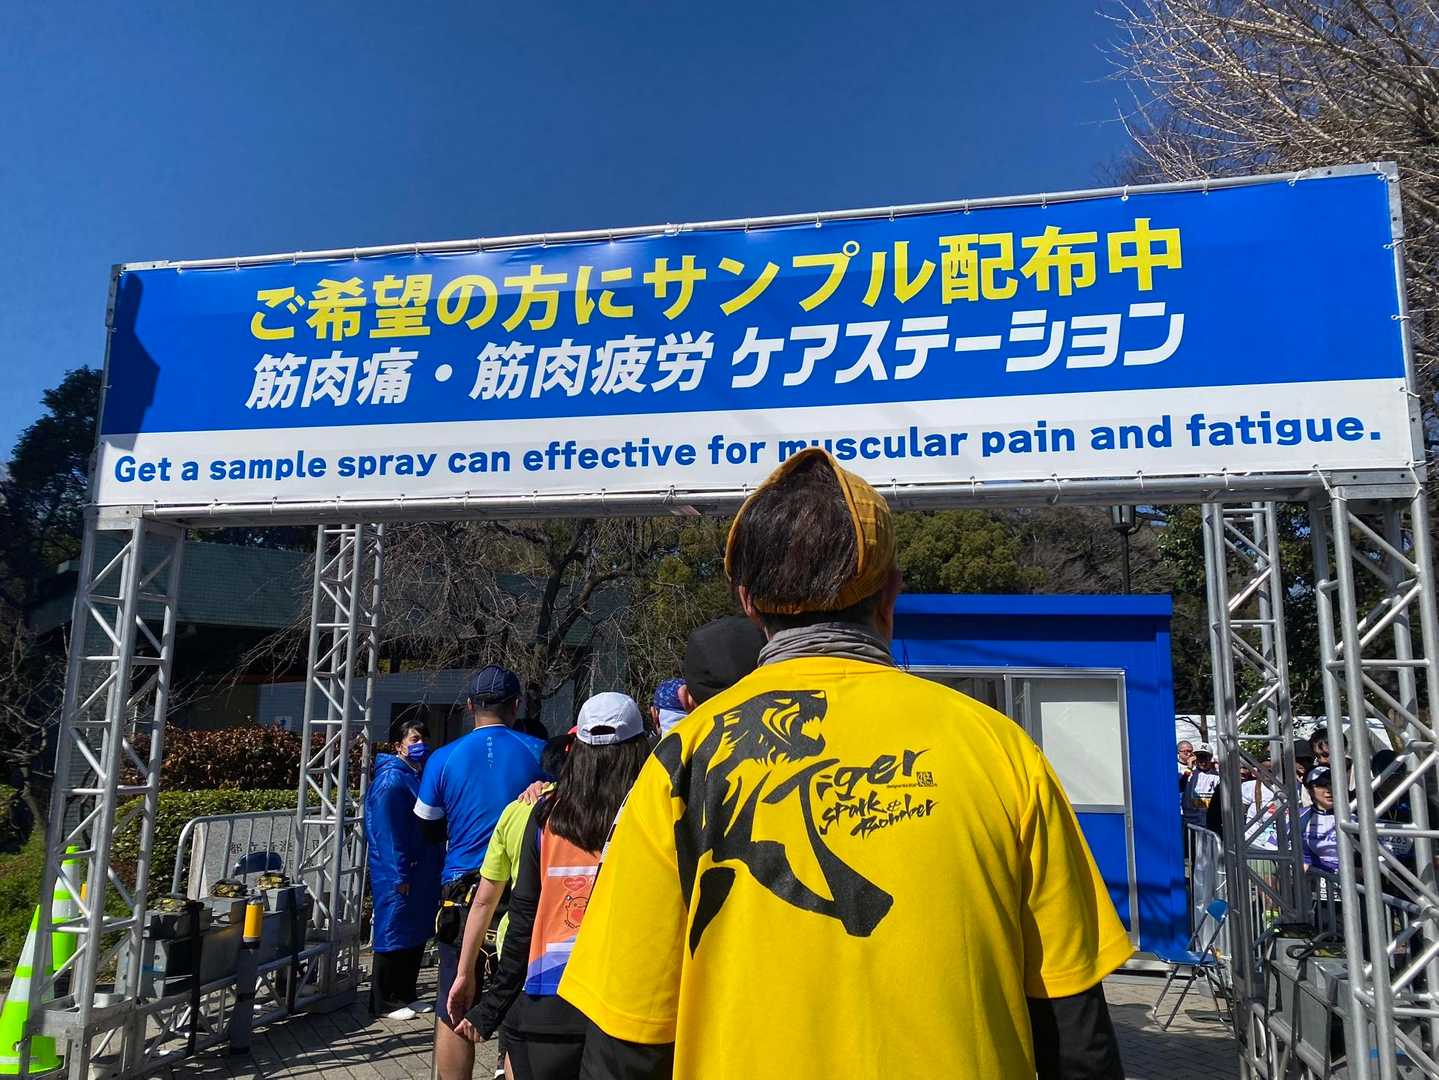 ご希望の方にサンプル配布中
筋肉痛・筋肉疲労 ケアステーション
Get a sample spray can effective for muscular pain and fatigue.
Tiger
spark &
Bomber